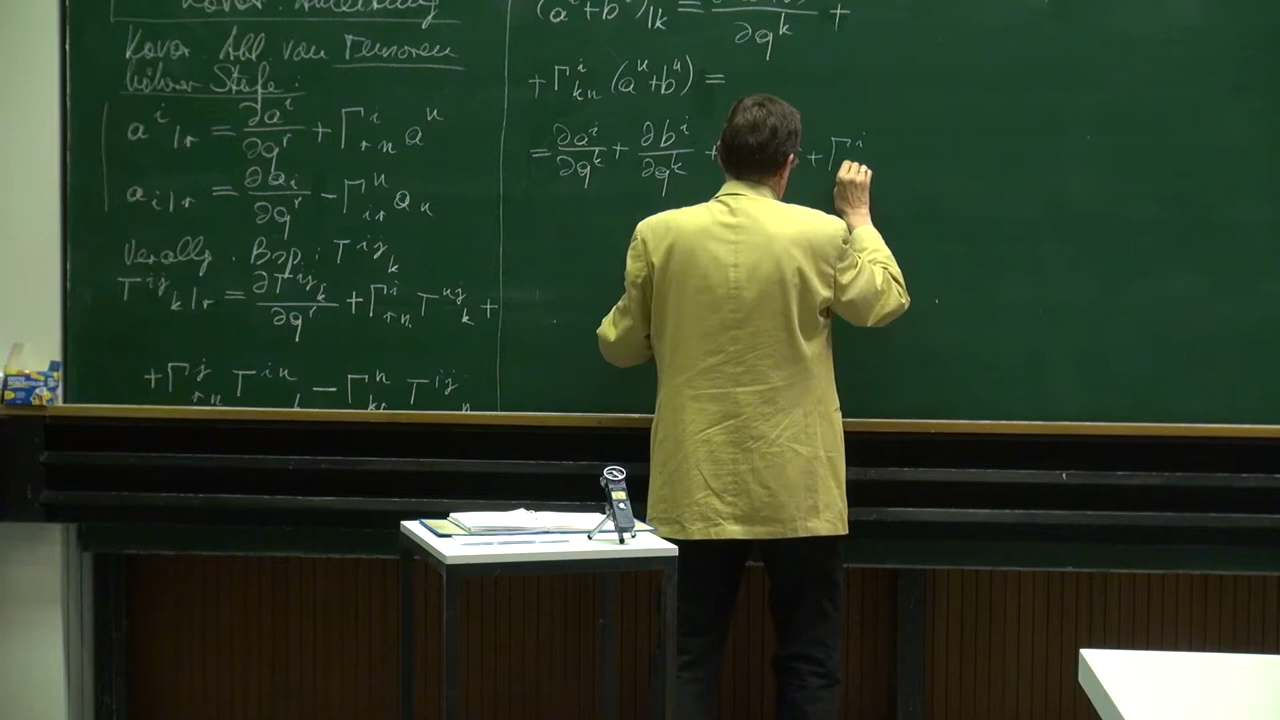 Kovar. Ableitung
Kovar. Abl. von Tensoren
höherer Stufe:
a^i_{|r} = ∂a^i/∂q^r + Γ^i_{rn} a^n
a_{i|r} = ∂a_i/∂q^r − Γ^n_{ir} a_n
Verallg. Bsp.: T^{ij}_k
T^{ij}_{k|r} = ∂T^{ij}_k/∂q^r + Γ^i_{rn} T^{nj}_k +
+ Γ^j_{rn} T^{in}_k − Γ^n_{kr} T^{ij}_n
(a^i + b^i)_{|k} = /∂q^k +
+ Γ^i_{kn} (a^n + b^n) =
= ∂a^i/∂q^k + ∂b^i/∂q^k + + Γ^i